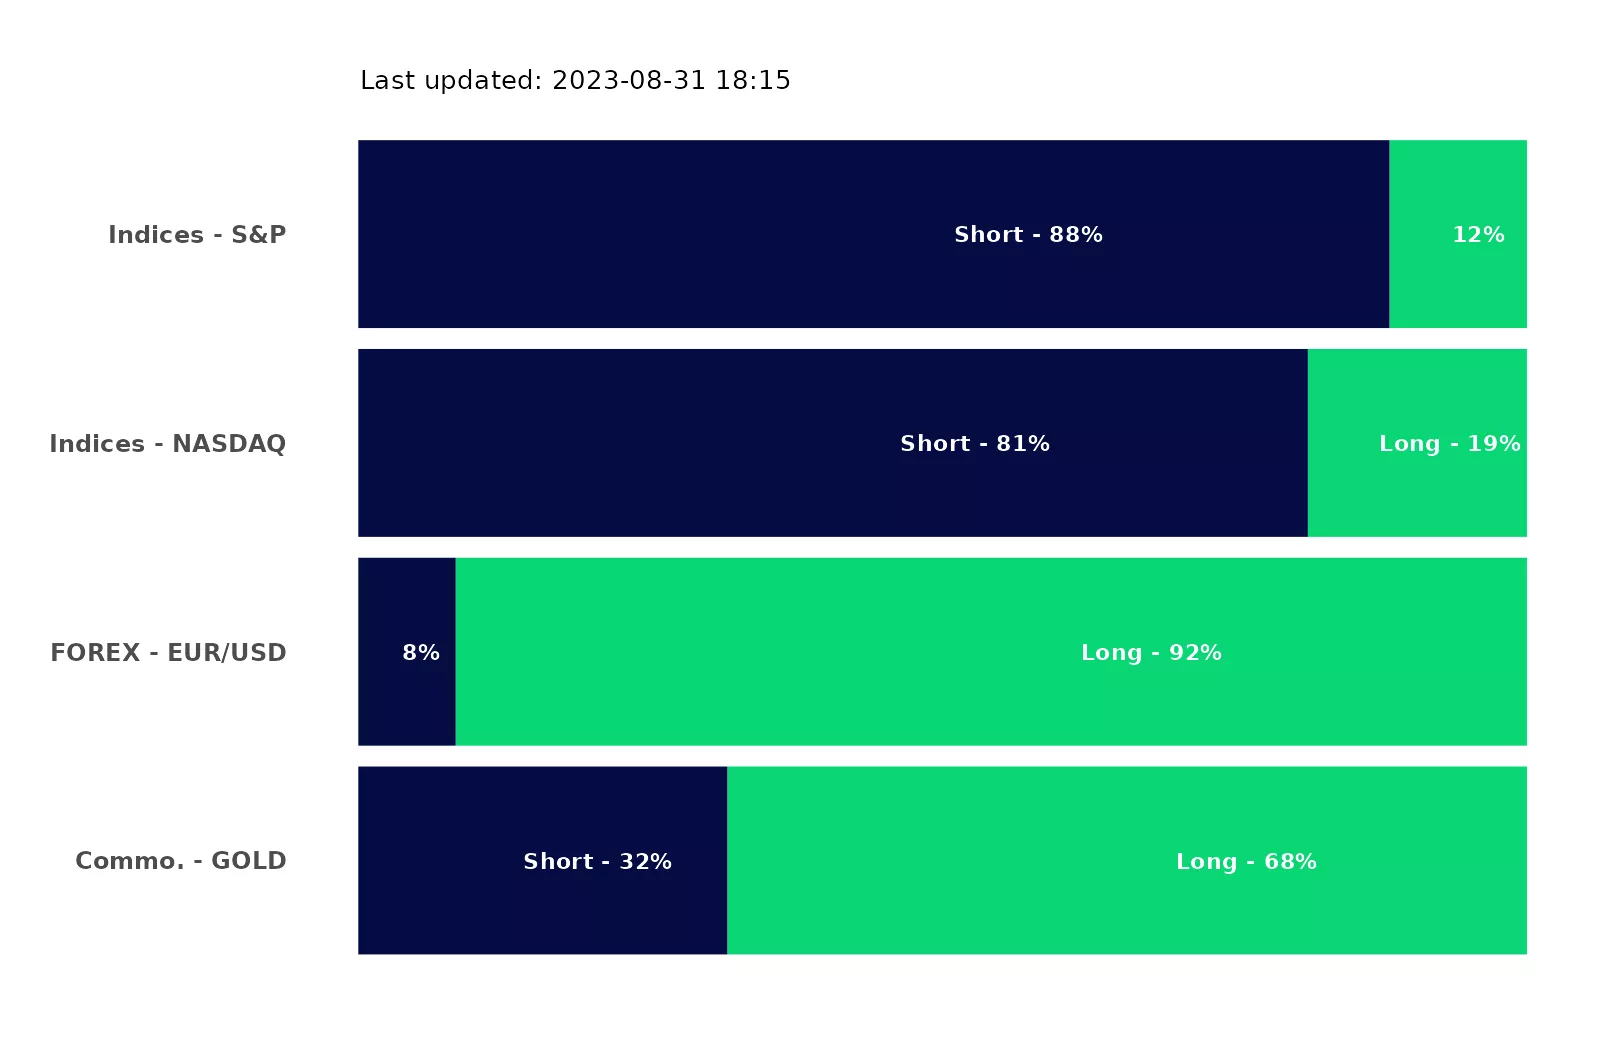 Last updated: 2023-08-31 18:15
Indices - S&P
Short - 88%
12%
Indices - NASDAQ
Short - 81%
Long - 19%
FOREX - EUR/USD
8%
Long - 92%
Commo. - GOLD
Short - 32%
Long - 68%